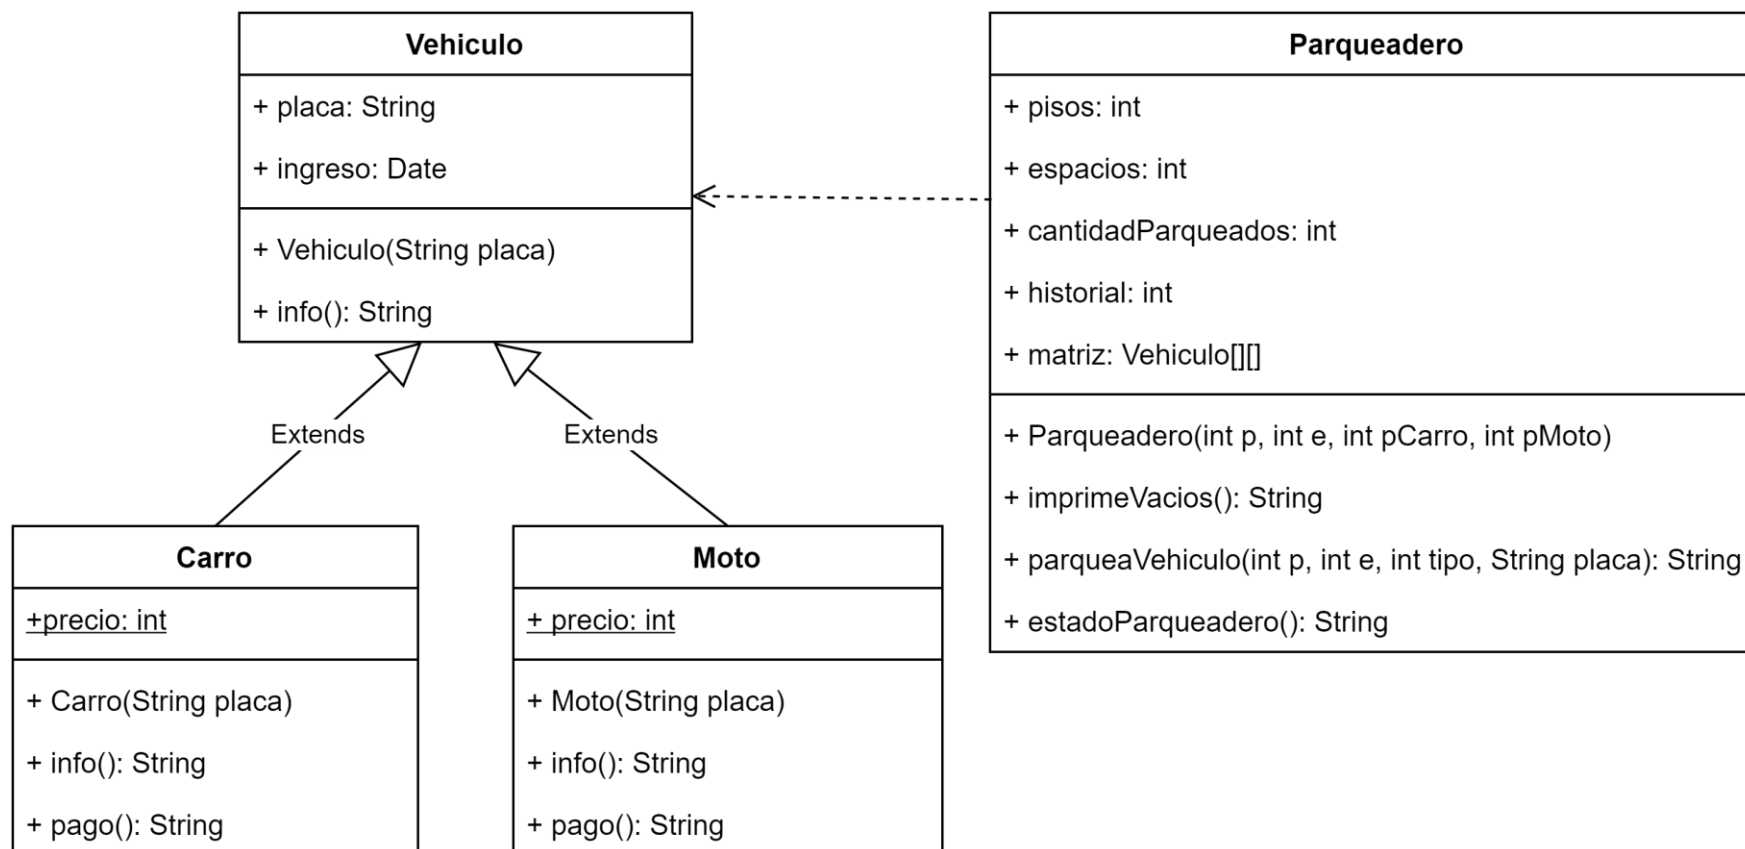 Vehiculo
+ placa: String
+ ingreso: Date
+ Vehiculo(String placa)
+ info(): String
Parqueadero
+ pisos: int
+ espacios: int
+ cantidadParqueados: int
+ historial: int
+ matriz: Vehiculo[][]
+ Parqueadero(int p, int e, int pCarro, int pMoto)
+ imprimeVacios(): String
+ parqueaVehiculo(int p, int e, int tipo, String placa): String
+ estadoParqueadero(): String
Extends
Extends
Carro
+precio: int
+ Carro(String placa)
+ info(): String
+ pago(): String
Moto
+ precio: int
+ Moto(String placa)
+ info(): String
+ pago(): String